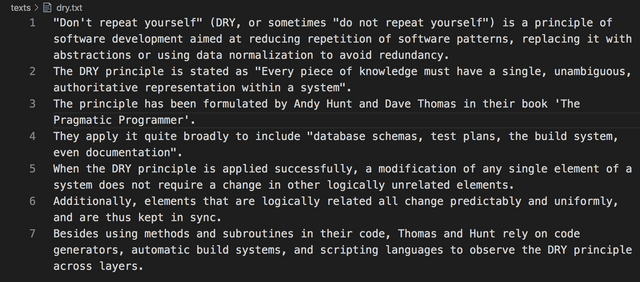 texts > dry.txt
1 "Don't repeat yourself" (DRY, or sometimes "do not repeat yourself") is a principle of
software development aimed at reducing repetition of software patterns, replacing it with
abstractions or using data normalization to avoid redundancy.
2 The DRY principle is stated as "Every piece of knowledge must have a single, unambiguous,
authoritative representation within a system".
3 The principle has been formulated by Andy Hunt and Dave Thomas in their book 'The
Pragmatic Programmer'.
4 They apply it quite broadly to include "database schemas, test plans, the build system,
even documentation".
5 When the DRY principle is applied successfully, a modification of any single element of a
system does not require a change in other logically unrelated elements.
6 Additionally, elements that are logically related all change predictably and uniformly,
and are thus kept in sync.
7 Besides using methods and subroutines in their code, Thomas and Hunt rely on code
generators, automatic build systems, and scripting languages to observe the DRY principle
across layers.